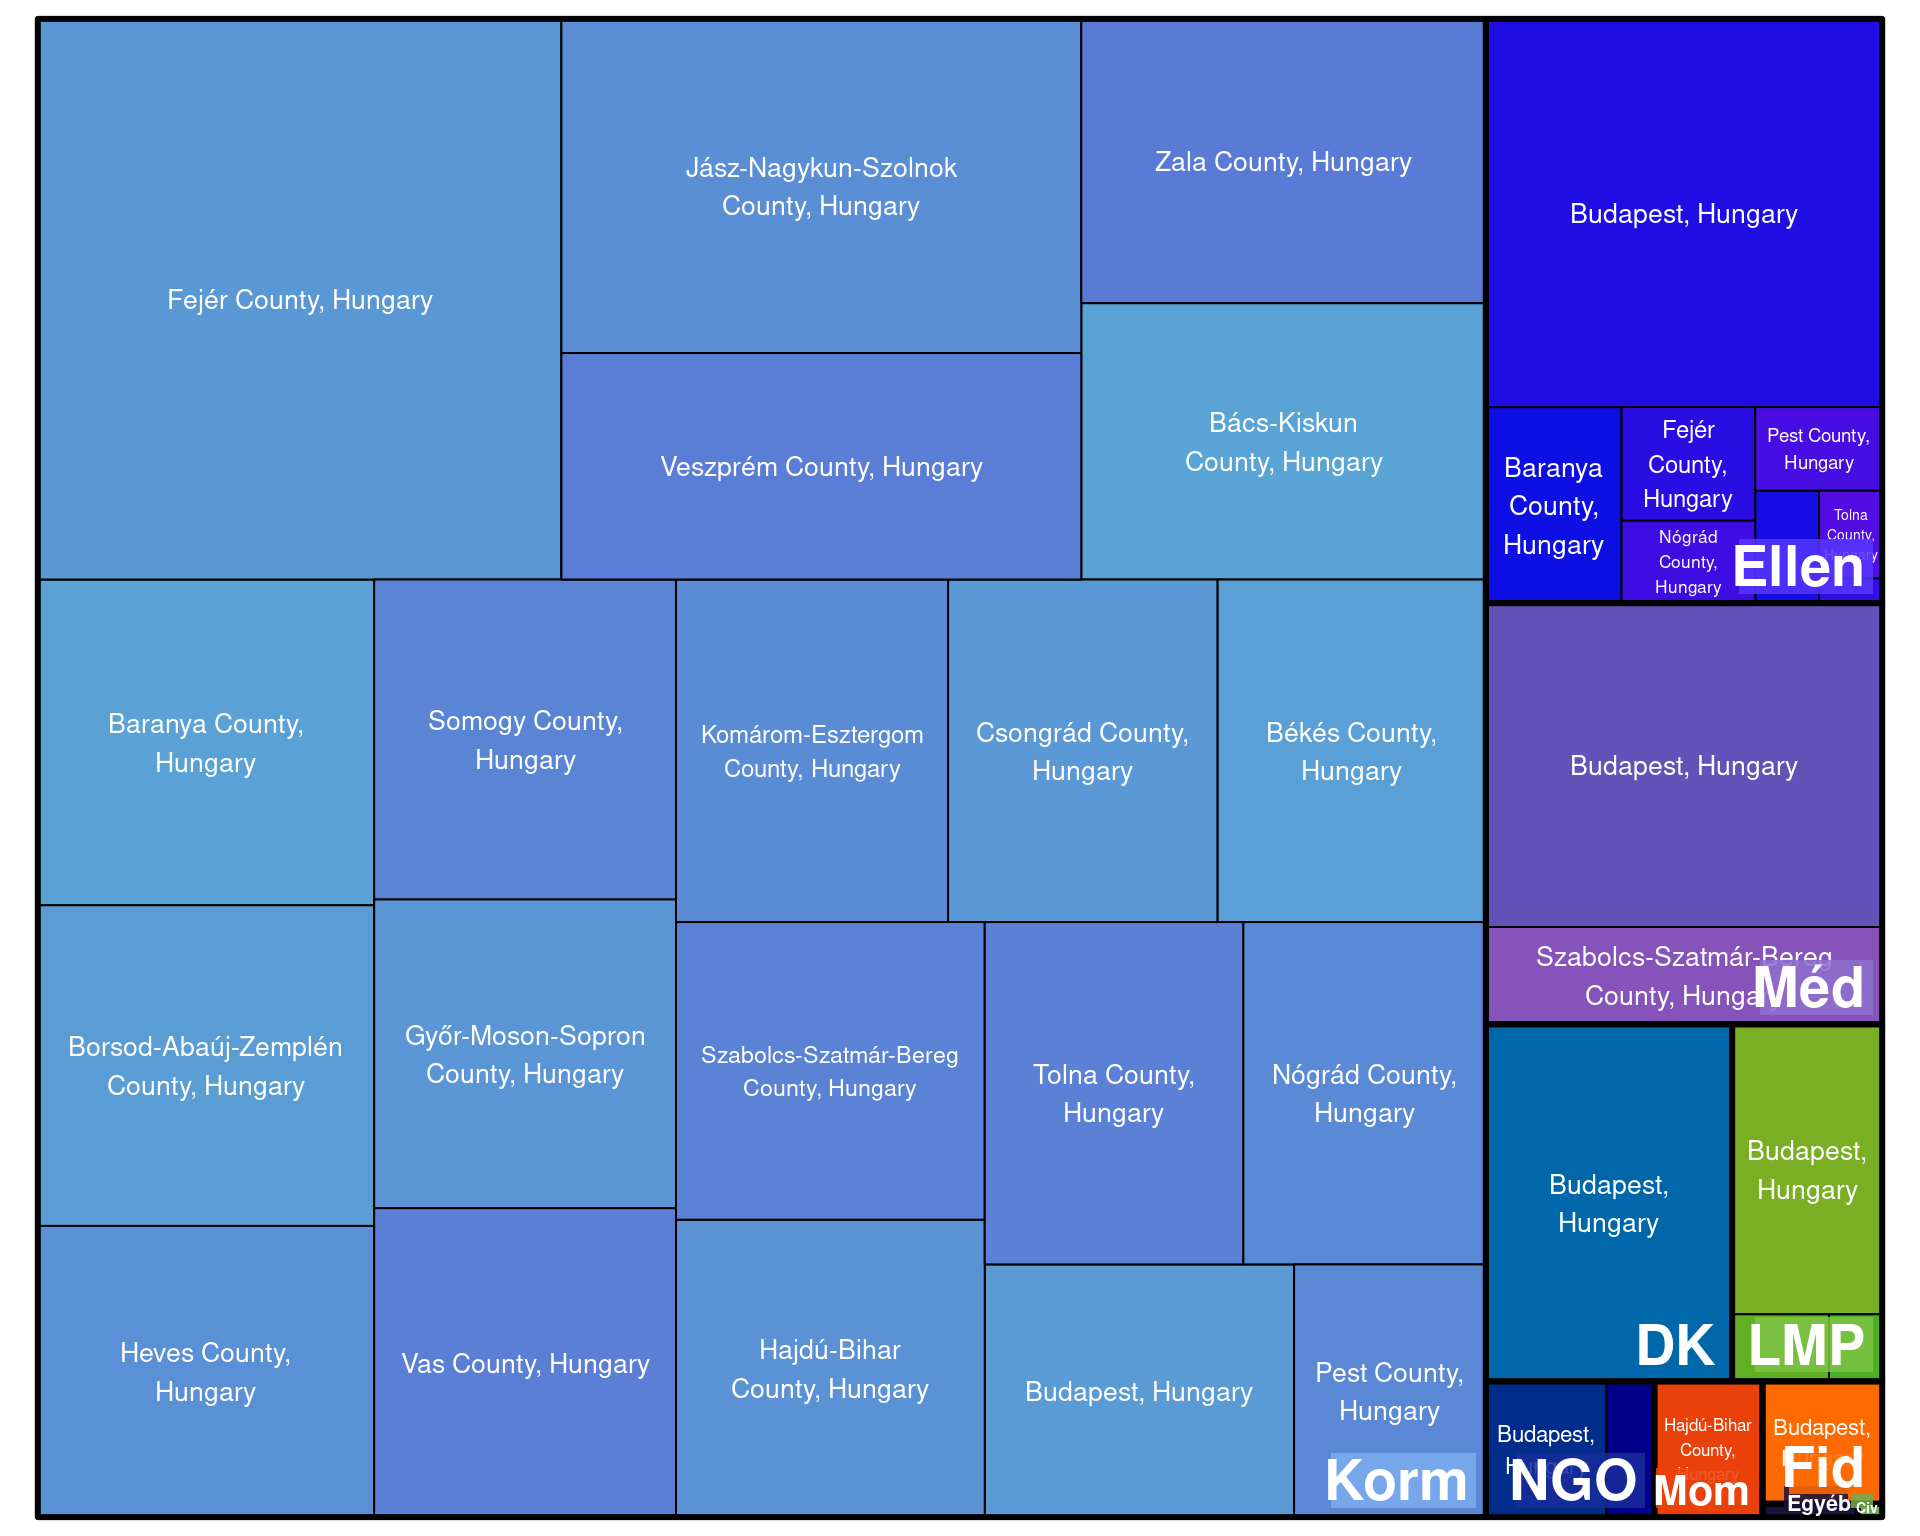 Fejér County, Hungary
Jász-Nagykun-Szolnok
County, Hungary
Zala County, Hungary
Veszprém County, Hungary
Bács-Kiskun
County, Hungary
Baranya County,
Hungary
Somogy County,
Hungary
Komárom-Esztergom
County, Hungary
Csongrád County,
Hungary
Békés County,
Hungary
Borsod-Abaúj-Zemplén
County, Hungary
Győr-Moson-Sopron
County, Hungary
Szabolcs-Szatmár-Bereg
County, Hungary
Tolna County,
Hungary
Nógrád County,
Hungary
Heves County,
Hungary
Vas County, Hungary
Hajdú-Bihar
County, Hungary
Budapest, Hungary
Pest County,
Hungary
Korm
Budapest, Hungary
Baranya
County,
Hungary
Fejér
County,
Hungary
Pest County,
Hungary
Nógrád
County,
Hungary
Tolna
County,
Ellen
Budapest, Hungary
Szabolcs-Szatmár-Bereg
County, Hungary
Méd
Budapest,
Hungary
DK
Budapest,
Hungary
LMP
Budapest,
NGO
Hajdú-Bihar
County,
Hungary
Mom
Budapest,
Fid
Egyéb
Civ